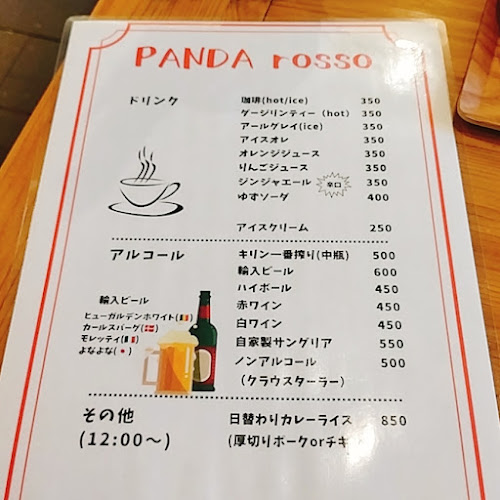 PANDA rosso
ドリンク
珈琲(hot/ice) 350
ダージリンティー (hot) 350
アールグレイ(ice) 350
アイスオレ 350
オレンジジュース 350
りんごジュース 350
ジンジャエール 辛口 350
ゆずソーダ 400
アイスクリーム 250
アルコール
キリン一番搾り(中瓶) 500
輸入ビール 600
ハイボール 450
赤ワイン 450
白ワイン 450
自家製サングリア 550
ノンアルコール 500
(クラウスターラー)
輸入ビール
ヒューガルデンホワイト(🇧🇪)
カールスバーグ(🇩🇰)
モレッティ(🇮🇹)
よなよな(🇯🇵)
その他
(12:00~)
日替わりカレーライス 850
(厚切りポークorチキ